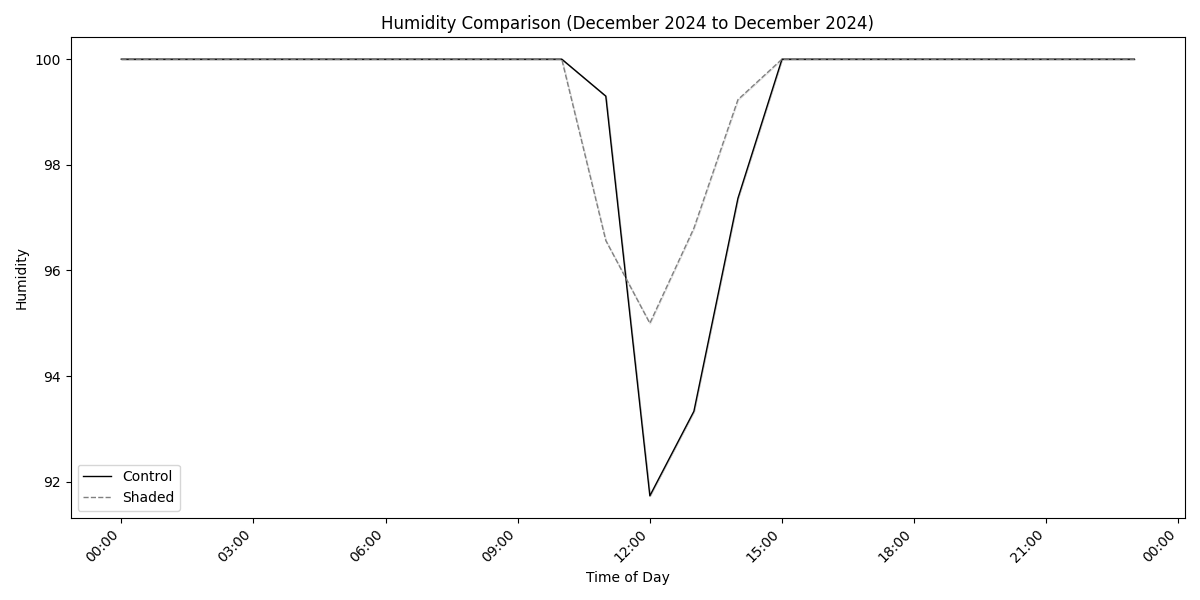 Humidity Comparison (December 2024 to December 2024)
100
98
96
94
92
Humidity
Control
Shaded
00:00
03:00
06:00
09:00
12:00
15:00
18:00
21:00
00:00
Time of Day